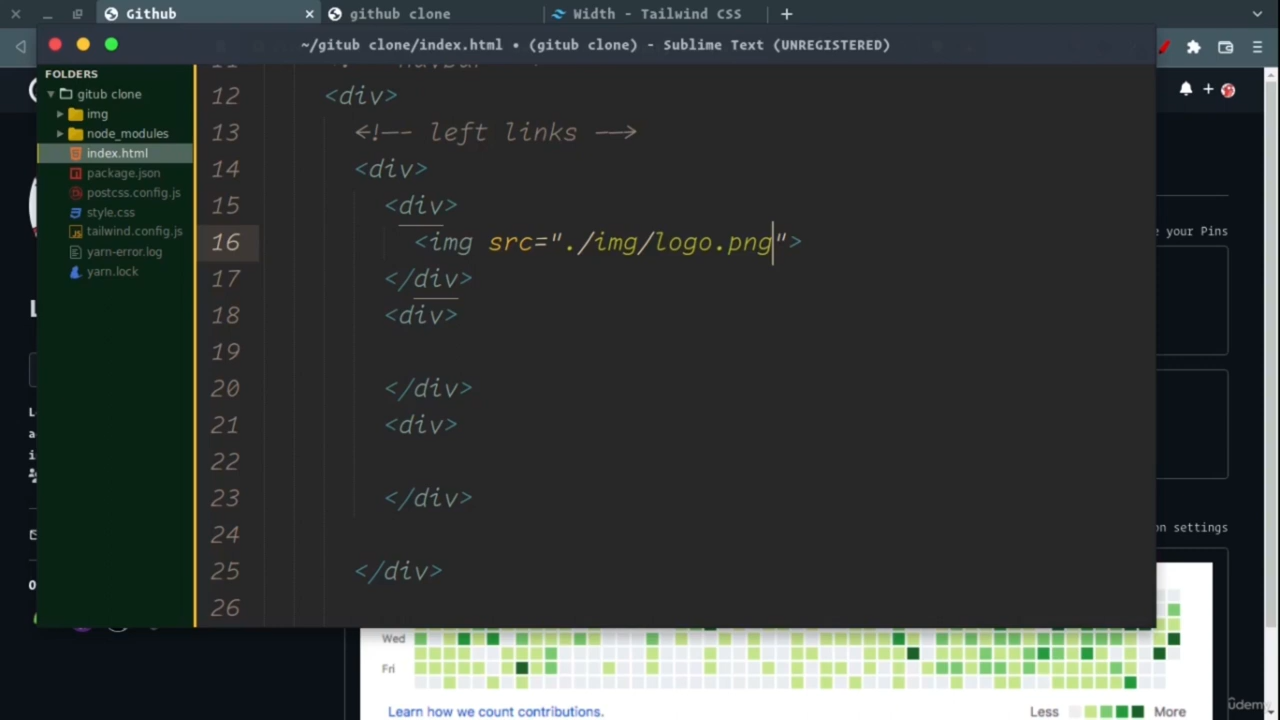 Github
github clone
Width - Tailwind CSS
~/gitub clone/index.html • (gitub clone) - Sublime Text (UNREGISTERED)
FOLDERS
gitub clone
img
node_modules
index.html
package.json
postcss.config.js
style.css
tailwind.config.js
yarn-error.log
yarn.lock
12 <div>
13 <!-- left links -->
14 <div>
15 <div>
16 <img src="./img/logo.png">
17 </div>
18 <div>
19
20 </div>
21 <div>
22
23 </div>
24
25 </div>
26
e your Pins
on settings
Wed
Fri
Learn how we count contributions.
Less
More
ûdemy